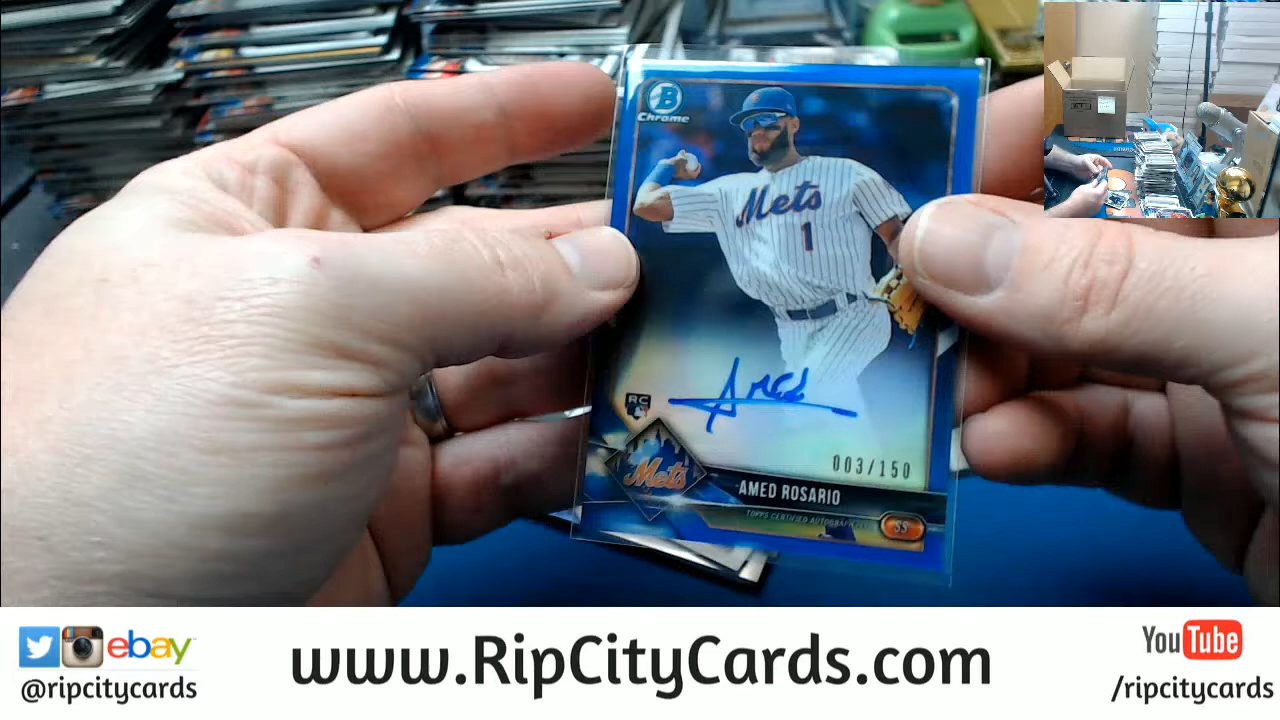 B
Chrome
Mets
1
Amed
RC
003/150
Mets
AMED ROSARIO
TOPPS CERTIFIED AUTOGRAPH
SS
ebay
@ripcitycards
www.RipCityCards.com
YouTube
/ripcitycards